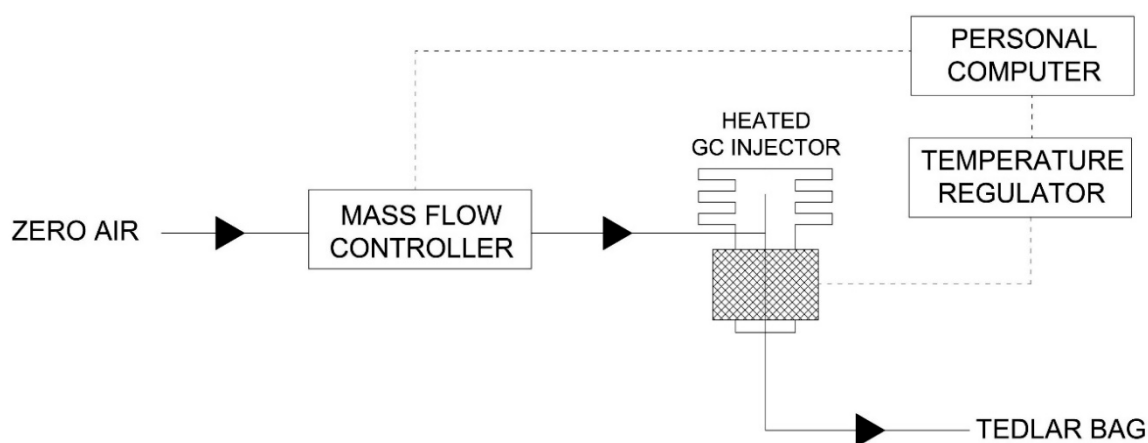 PERSONAL
COMPUTER
HEATED
GC INJECTOR
TEMPERATURE
REGULATOR
ZERO AIR
MASS FLOW
CONTROLLER
TEDLAR BAG